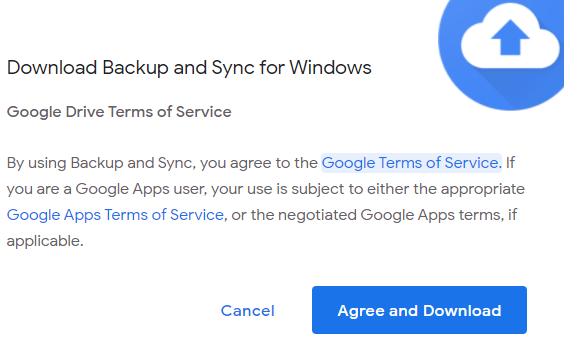 Download Backup and Sync for Windows
Google Drive Terms of Service
By using Backup and Sync, you agree to the Google Terms of Service. If
you are a Google Apps user, your use is subject to either the appropriate
Google Apps Terms of Service, or the negotiated Google Apps terms, if
applicable.
Cancel Agree and Download